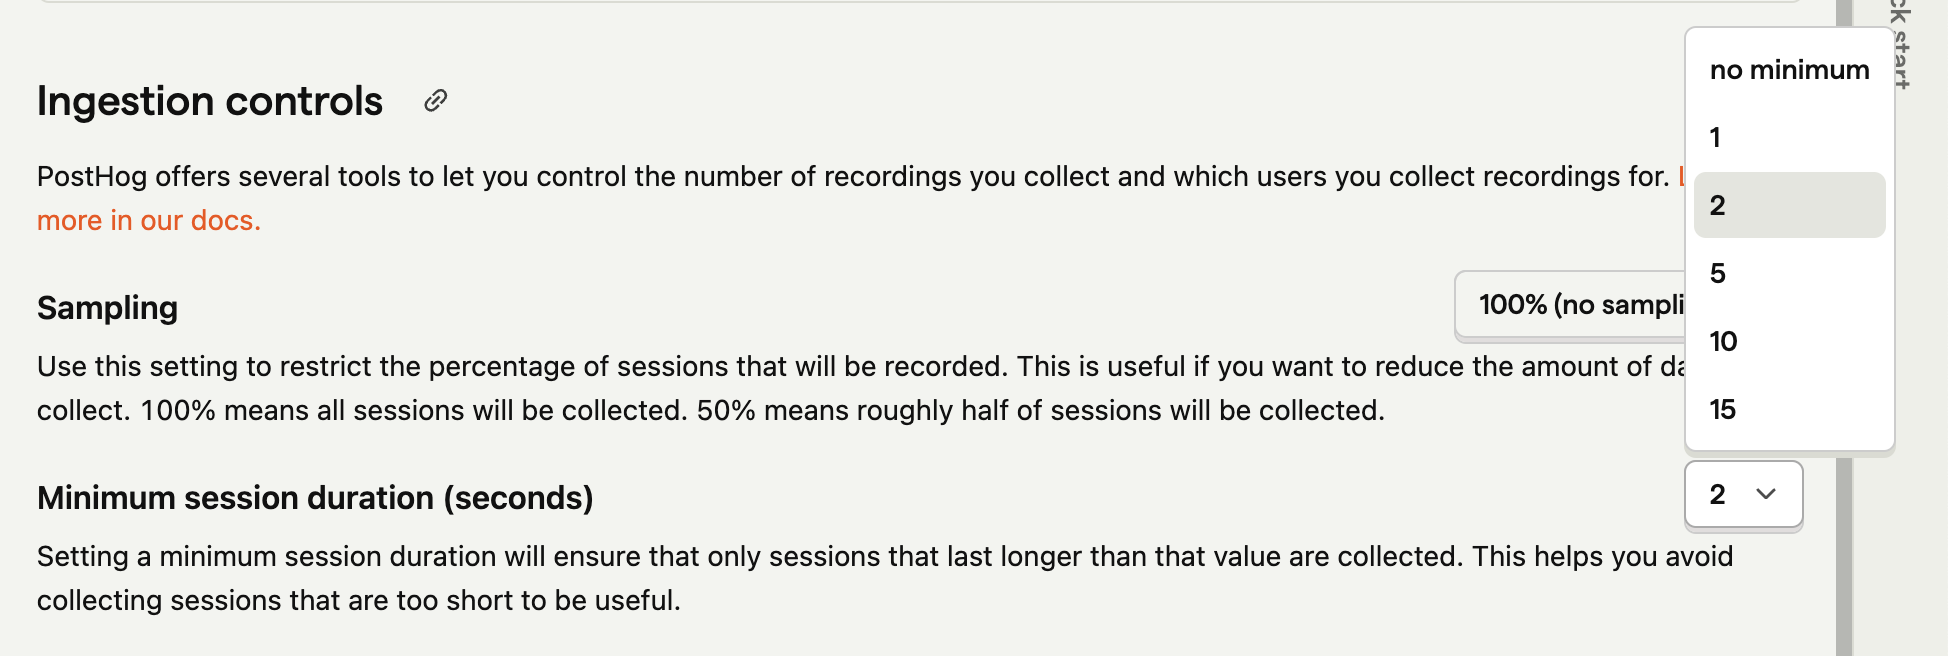 Ingestion controls
PostHog offers several tools to let you control the number of recordings you collect and which users you collect recordings for.
more in our docs.
Sampling
100% (no sampli
Use this setting to restrict the percentage of sessions that will be recorded. This is useful if you want to reduce the amount of da
collect. 100% means all sessions will be collected. 50% means roughly half of sessions will be collected.
Minimum session duration (seconds)
2
Setting a minimum session duration will ensure that only sessions that last longer than that value are collected. This helps you avoid
collecting sessions that are too short to be useful.
no minimum
1
2
5
10
15
ck start